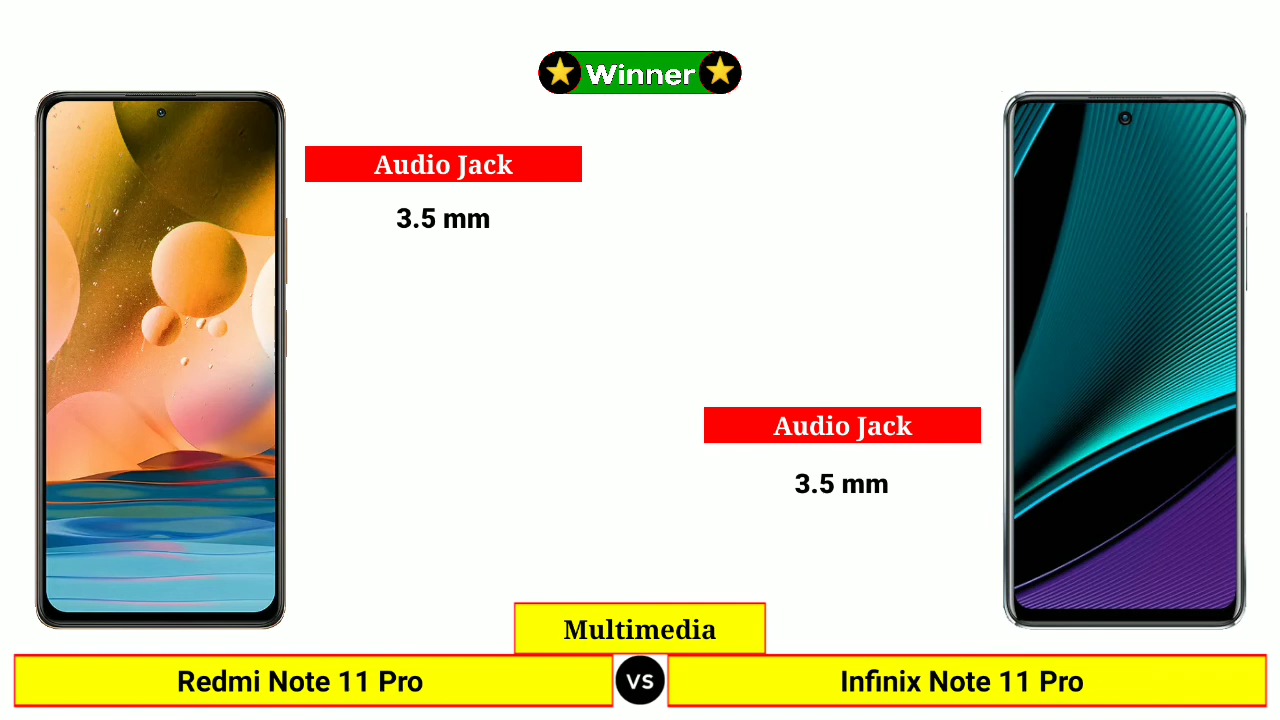 Winner
Audio Jack
3.5 mm
Audio Jack
3.5 mm
Multimedia
Redmi Note 11 Pro
VS
Infinix Note 11 Pro